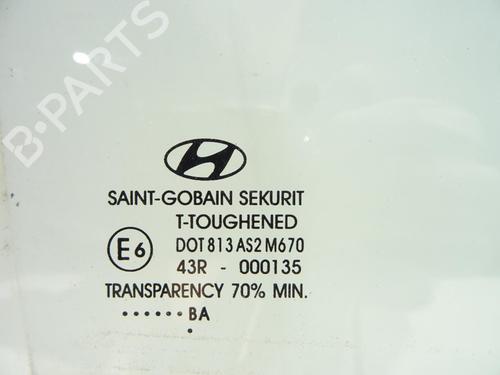 B-PARTS
SAINT-GOBAIN SEKURIT
T-TOUGHENED
E6 DOT 813 AS2 M670
43R - 000135
TRANSPARENCY 70% MIN.
...... BA
.